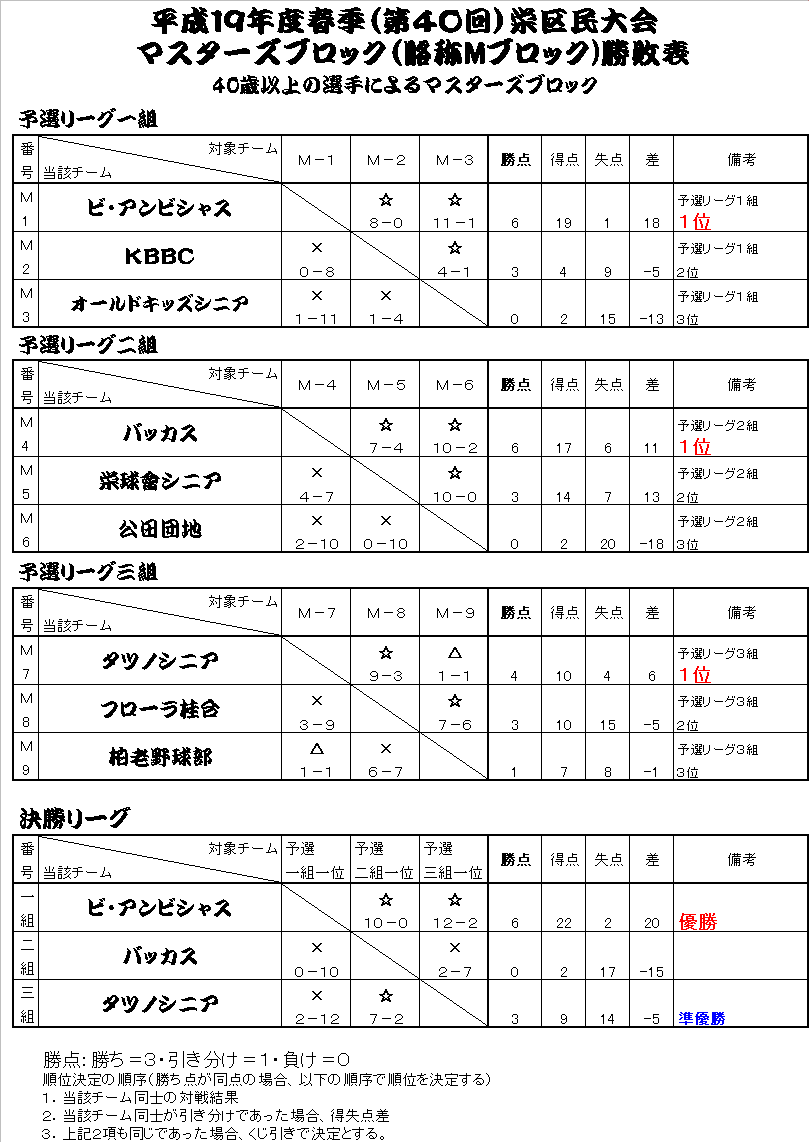 平成19年度春季(第40回)栄区民大会
マスターズブロック(略称Mブロック)勝敗表
40歳以上の選手によるマスターズブロック
予選リーグ一組
番号 対象チーム 当該チーム M-1 M-2 M-3 勝点 得点 失点 差 備考
M1 ビ・アンビシャス ☆ 8-0 ☆ 11-1 6 19 1 18 予選リーグ1組 1位
M2 KBBC × 0-8 ☆ 4-1 3 4 9 -5 予選リーグ1組 2位
M3 オールドキッズシニア × 1-11 × 1-4 0 2 15 -13 予選リーグ1組 3位
予選リーグ二組
番号 対象チーム 当該チーム M-4 M-5 M-6 勝点 得点 失点 差 備考
M4 バッカス ☆ 7-4 ☆ 10-2 6 17 6 11 予選リーグ2組 1位
M5 栄球會シニア × 4-7 ☆ 10-0 3 14 7 13 予選リーグ2組 2位
M6 公田団地 × 2-10 × 0-10 0 2 20 -18 予選リーグ2組 3位
予選リーグ三組
番号 対象チーム 当該チーム M-7 M-8 M-9 勝点 得点 失点 差 備考
M7 タツノシニア ☆ 9-3 △ 1-1 4 10 4 6 予選リーグ3組 1位
M8 フローラ桂台 × 3-9 ☆ 7-6 3 10 15 -5 予選リーグ3組 2位
M9 柏老野球部 △ 1-1 × 6-7 1 7 8 -1 予選リーグ3組 3位
決勝リーグ
番号 対象チーム 当該チーム 予選一組一位 予選二組一位 予選三組一位 勝点 得点 失点 差 備考
一組 ビ・アンビシャス ☆ 10-0 ☆ 12-2 6 22 2 20 優勝
二組 バッカス × 0-10 × 2-7 0 2 17 -15
三組 タツノシニア × 2-12 ☆ 7-2 3 9 14 -5 準優勝
勝点:勝ち=3・引き分け=1・負け=0
順位決定の順序(勝ち点が同点の場合、以下の順序で順位を決定する)
1.当該チーム同士の対戦結果
2.当該チーム同士が引き分けであった場合、得失点差
3.上記2項も同じであった場合、くじ引きで決定とする。